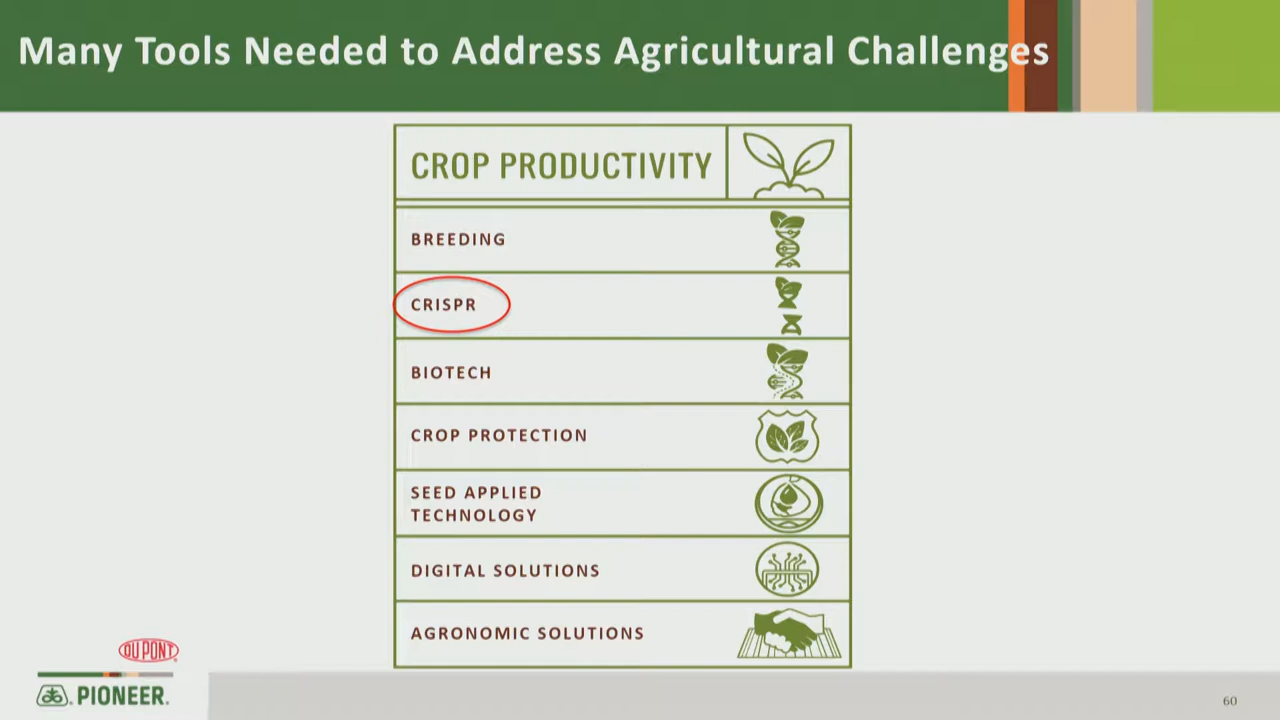 Many Tools Needed to Address Agricultural Challenges
CROP PRODUCTIVITY
BREEDING
CRISPR
BIOTECH
CROP PROTECTION
SEED APPLIED
TECHNOLOGY
DIGITAL SOLUTIONS
AGRONOMIC SOLUTIONS
DUPONT
PIONEER.
60